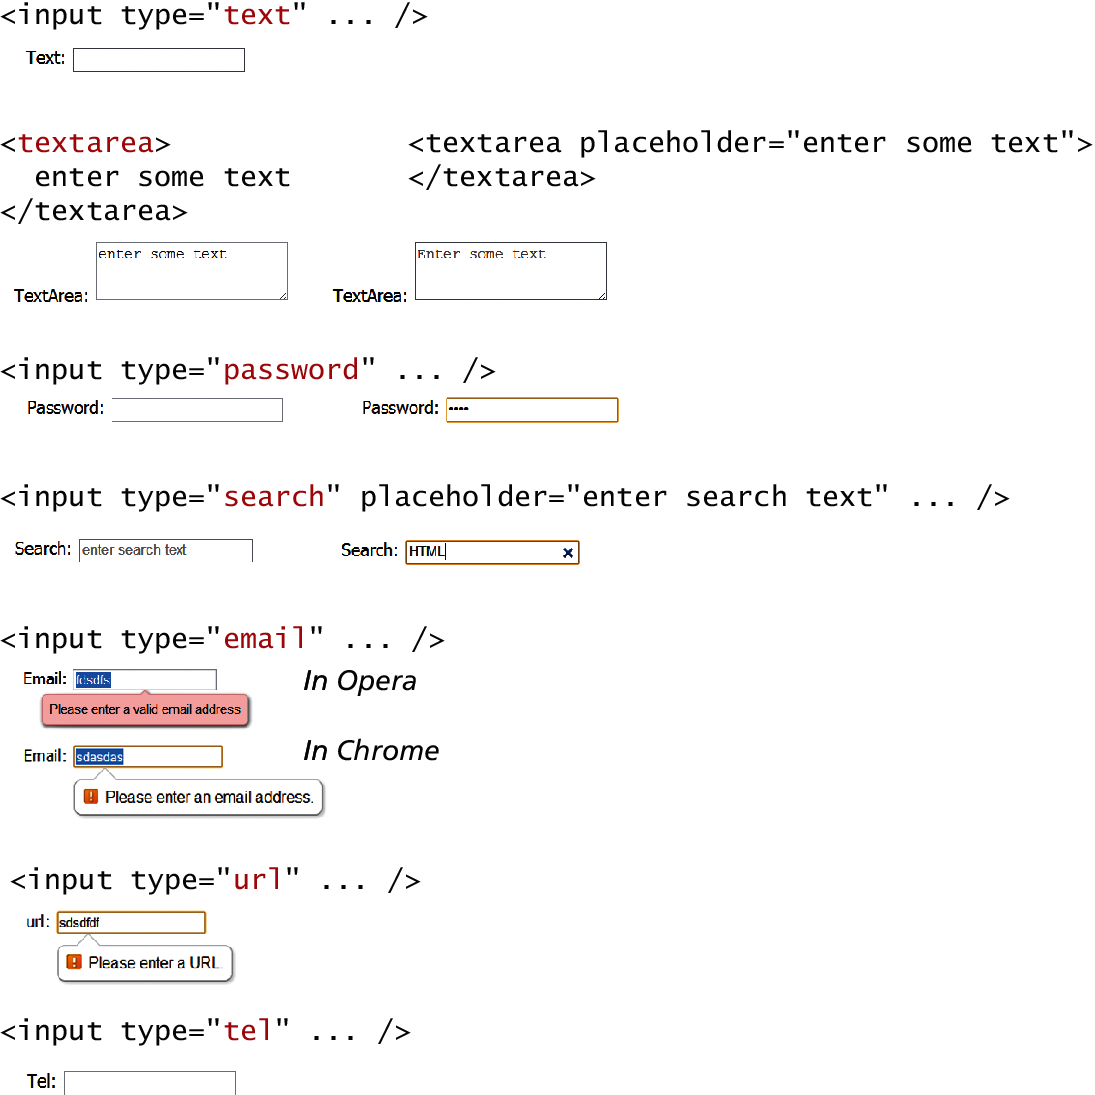 <input type="text" ... />
Text:
<textarea>
enter some text
</textarea>
<textarea placeholder="enter some text">
</textarea>
enter some text
TextArea:
Enter some text
TextArea:
<input type="password" ... />
Password:
Password: ••••
<input type="search" placeholder="enter search text" ... />
Search: enter search text
Search: HTML
<input type="email" ... />
Email: fdsdfs
In Opera
Please enter a valid email address
Email: sdasdas
In Chrome
Please enter an email address.
<input type="url" ... />
url: sdsdfdf
Please enter a URL.
<input type="tel" ... />
Tel: